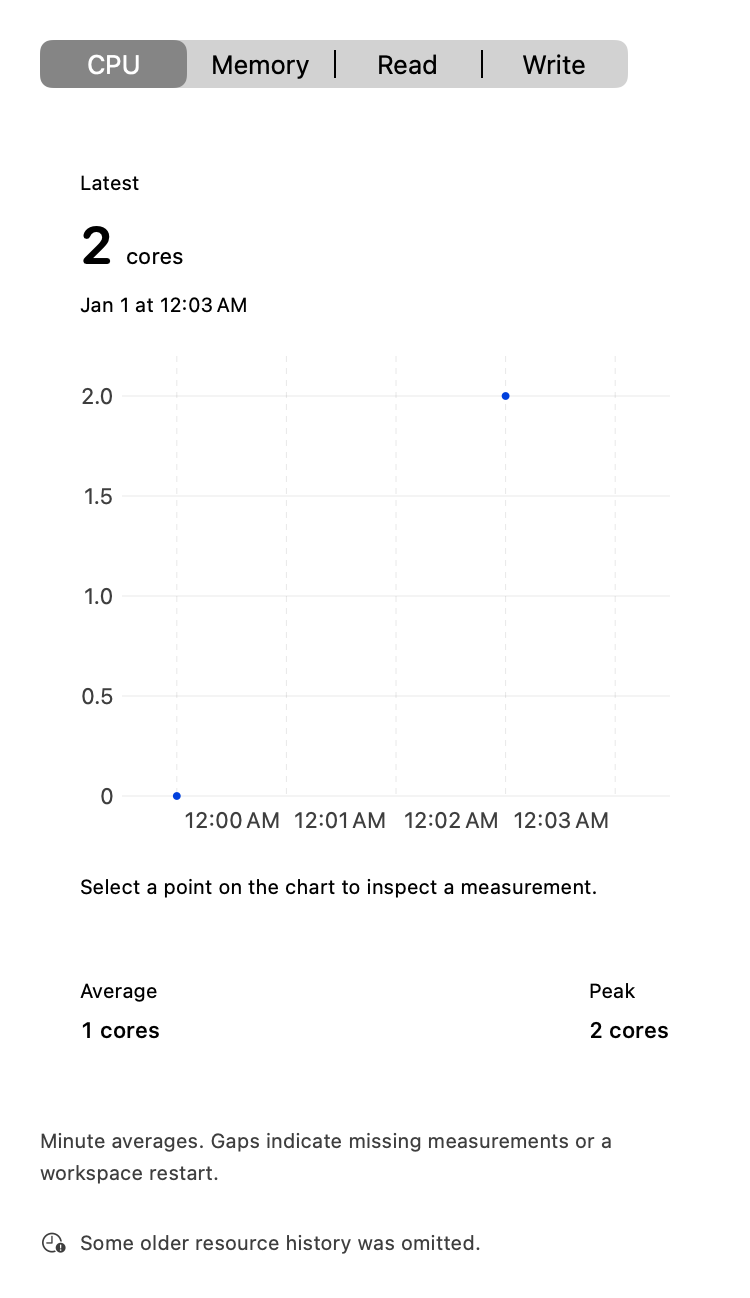 CPU Memory Read Write
Latest
2 cores
Jan 1 at 12:03 AM
2.0
1.5
1.0
0.5
0
12:00 AM 12:01 AM 12:02 AM 12:03 AM
Select a point on the chart to inspect a measurement.
Average Peak
1 cores 2 cores
Minute averages. Gaps indicate missing measurements or a
workspace restart.
Some older resource history was omitted.